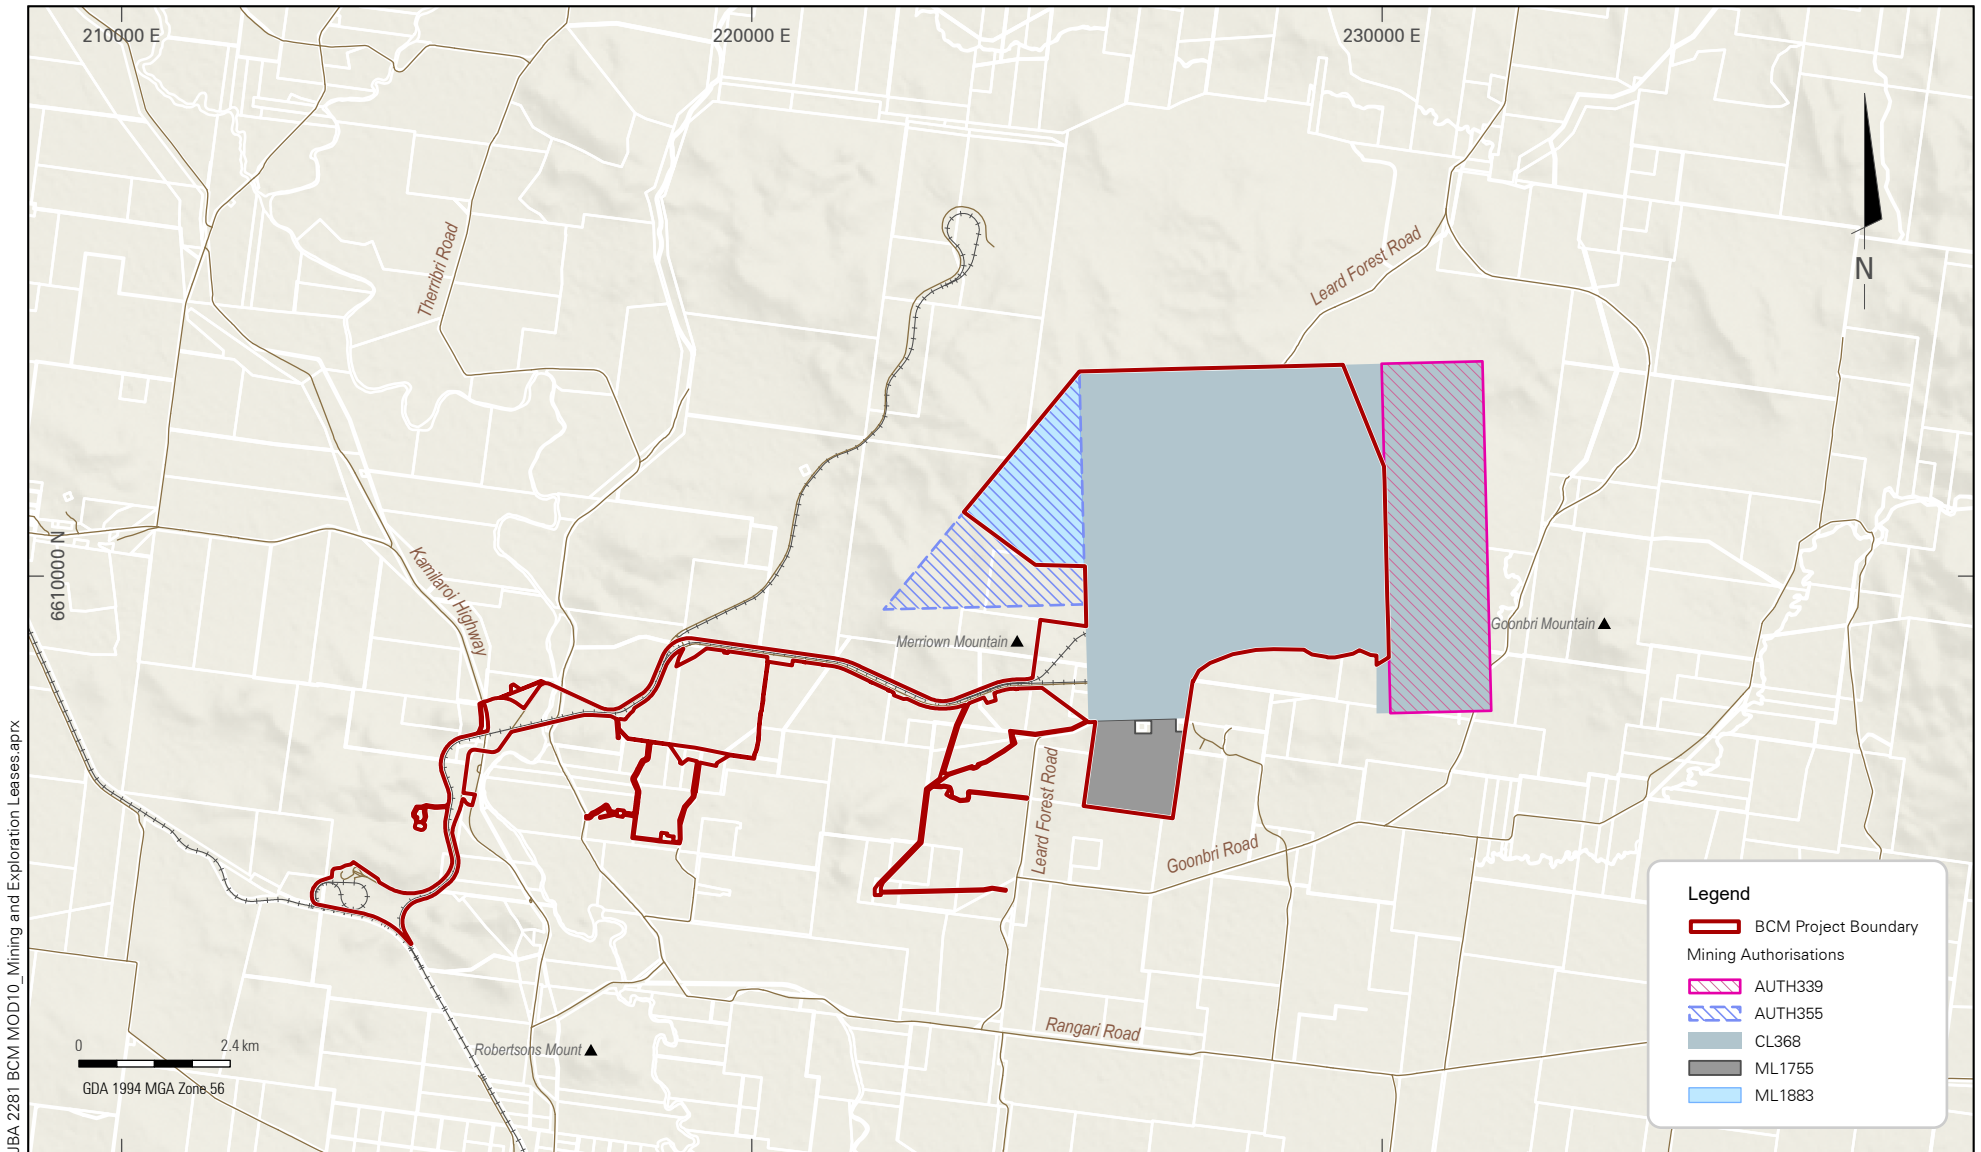 210000 E
220000 E
230000 E
Therribri Road
Leard Forest Road
N
6610000 N
Kamilaroi Highway
Merriown Mountain
Goonbri Mountain
Leard Forest Road
Goonbri Road
Rangari Road
Robertsons Mount
0 2.4 km
GDA 1994 MGA Zone 56
Legend
BCM Project Boundary
Mining Authorisations
AUTH339
AUTH355
CL368
ML1755
ML1883
UBA 2281 BCM MOD10_Mining and Exploration Leases.aprx